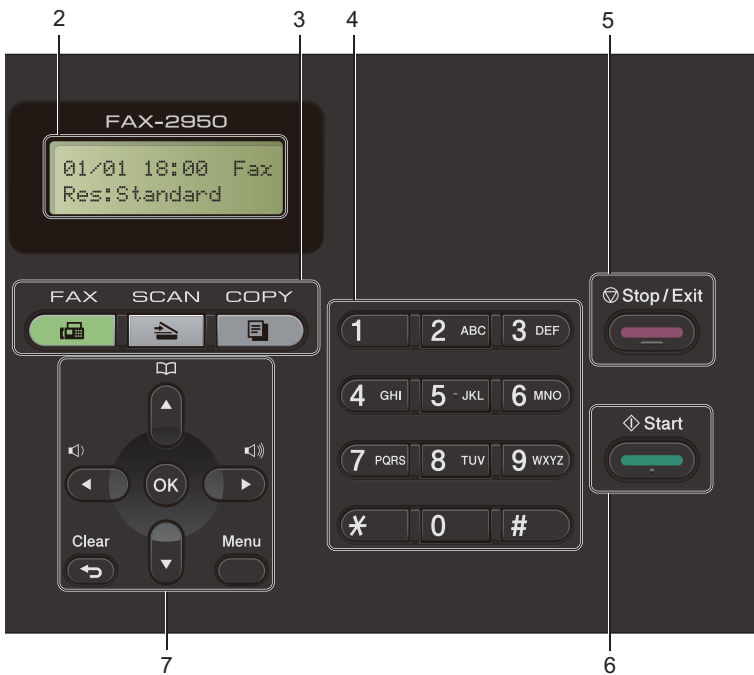 2 3 4 5
FAX-2950
01/01 18:00 Fax
Res:Standard
FAX SCAN COPY
Stop/Exit
1 2 ABC 3 DEF
4 GHI 5 JKL 6 MNO
Start
7 PQRS 8 TUV 9 WXYZ
OK
* 0 #
Clear Menu
7 6